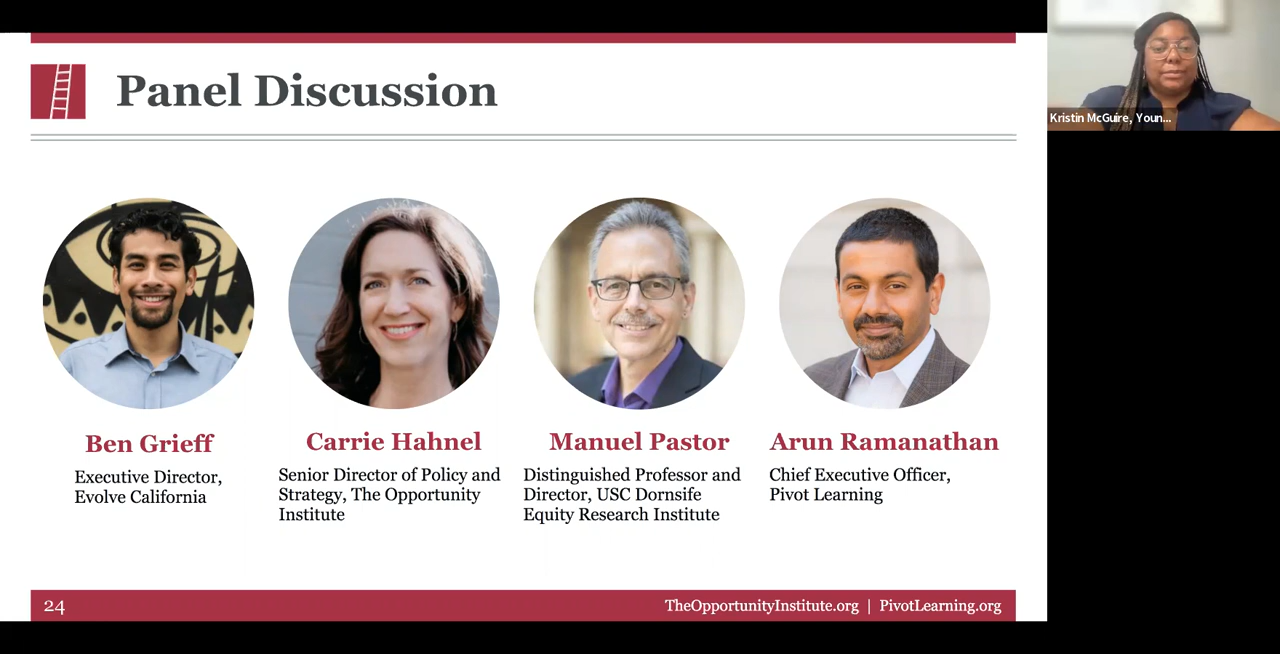 Panel Discussion
Kristin McGuire, Youn...
Ben Grieff
Executive Director,
Evolve California
Carrie Hahnel
Senior Director of Policy and
Strategy, The Opportunity
Institute
Manuel Pastor
Distinguished Professor and
Director, USC Dornsife
Equity Research Institute
Arun Ramanathan
Chief Executive Officer,
Pivot Learning
24
TheOpportunityInstitute.org | PivotLearning.org